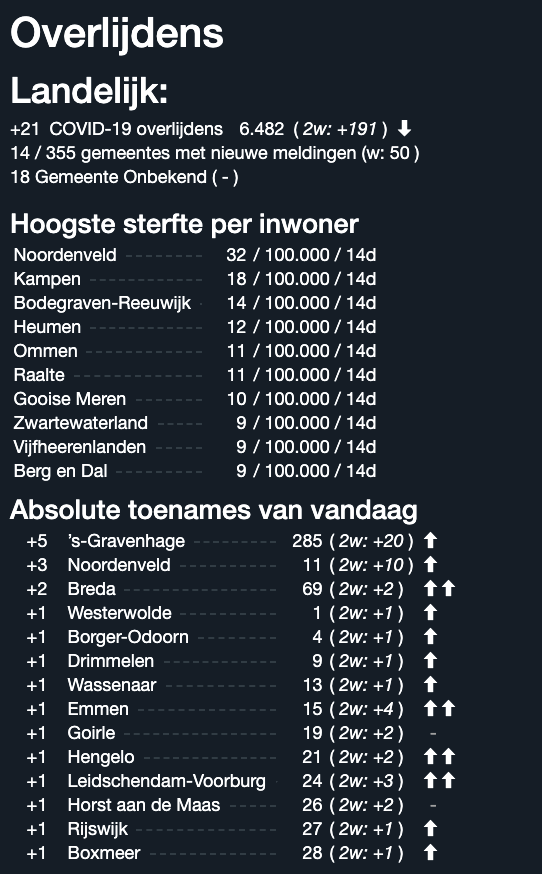 Overlijdens
Landelijk:
+21 COVID-19 overlijdens 6.482 ( 2w: +191 ) ⬇
14 / 355 gemeentes met nieuwe meldingen (w: 50 )
18 Gemeente Onbekend ( - )
Hoogste sterfte per inwoner
Noordenveld 32 / 100.000 / 14d
Kampen 18 / 100.000 / 14d
Bodegraven-Reeuwijk 14 / 100.000 / 14d
Heumen 12 / 100.000 / 14d
Ommen 11 / 100.000 / 14d
Raalte 11 / 100.000 / 14d
Gooise Meren 10 / 100.000 / 14d
Zwartewaterland 9 / 100.000 / 14d
Vijfheerenlanden 9 / 100.000 / 14d
Berg en Dal 9 / 100.000 / 14d
Absolute toenames van vandaag
+5 's-Gravenhage 285 ( 2w: +20 ) ⬆
+3 Noordenveld 11 ( 2w: +10 ) ⬆
+2 Breda 69 ( 2w: +2 ) ⬆⬆
+1 Westerwolde 1 ( 2w: +1 ) ⬆
+1 Borger-Odoorn 4 ( 2w: +1 ) ⬆
+1 Drimmelen 9 ( 2w: +1 ) ⬆
+1 Wassenaar 13 ( 2w: +1 ) ⬆
+1 Emmen 15 ( 2w: +4 ) ⬆⬆
+1 Goirle 19 ( 2w: +2 ) -
+1 Hengelo 21 ( 2w: +2 ) ⬆⬆
+1 Leidschendam-Voorburg 24 ( 2w: +3 ) ⬆⬆
+1 Horst aan de Maas 26 ( 2w: +2 ) -
+1 Rijswijk 27 ( 2w: +1 ) ⬆
+1 Boxmeer 28 ( 2w: +1 ) ⬆